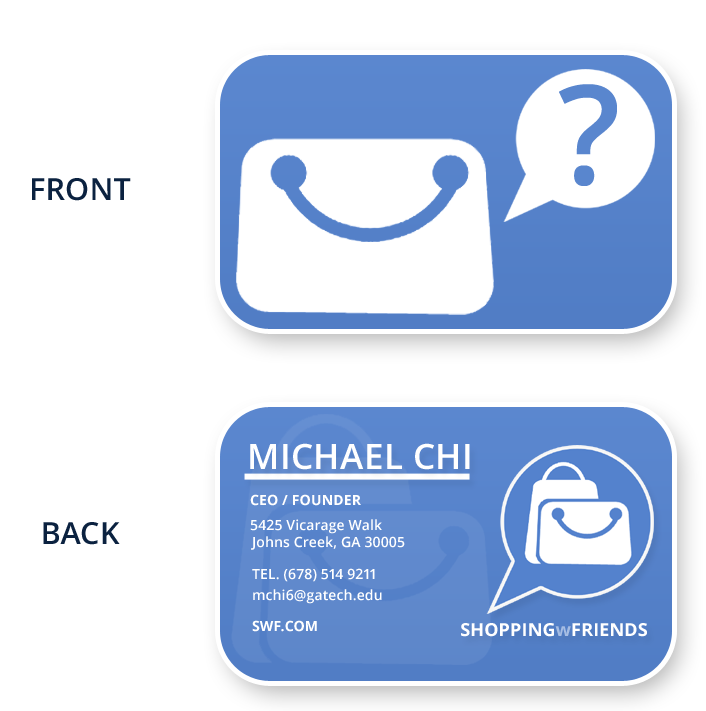 FRONT
?
BACK
MICHAEL CHI
CEO / FOUNDER
5425 Vicarage Walk
Johns Creek, GA 30005
TEL. (678) 514 9211
mchi6@gatech.edu
SWF.COM
SHOPPINGwFRIENDS